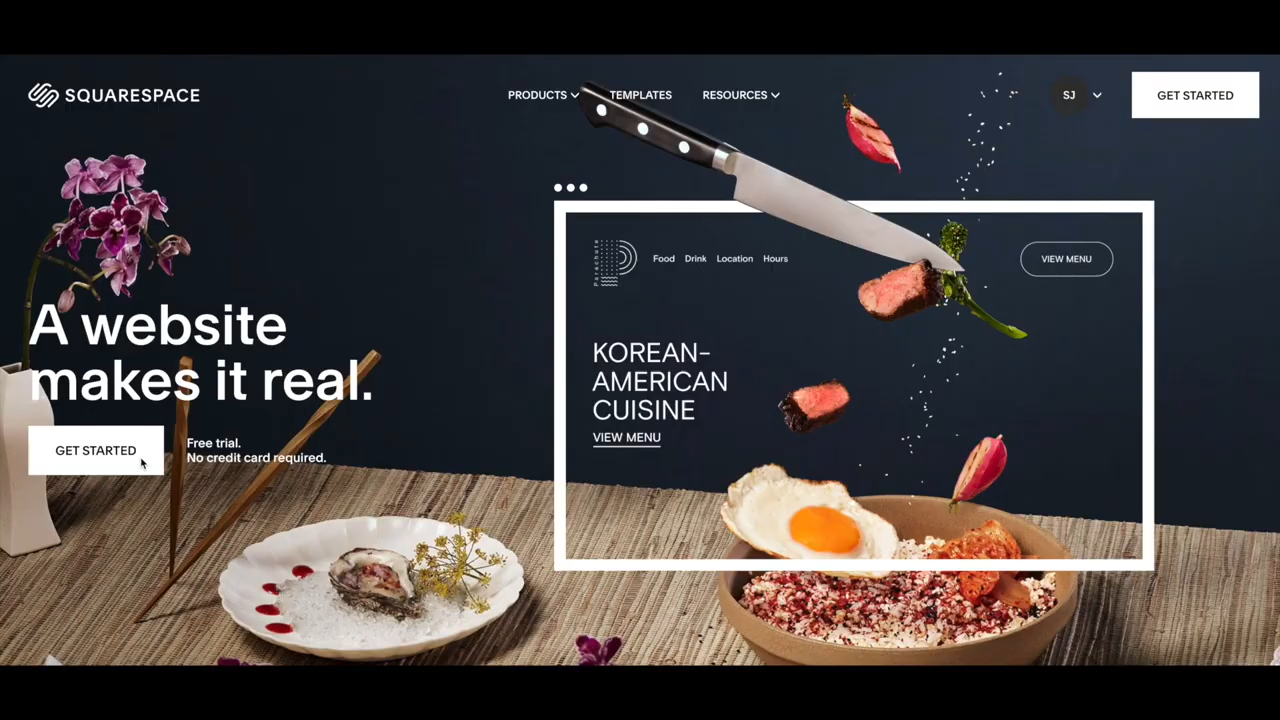 SQUARESPACE
PRODUCTS
TEMPLATES
RESOURCES
SJ
GET STARTED
A website
makes it real.
GET STARTED
Free trial.
No credit card required.
Parachute
Food
Drink
Location
Hours
VIEW MENU
KOREAN-
AMERICAN
CUISINE
VIEW MENU